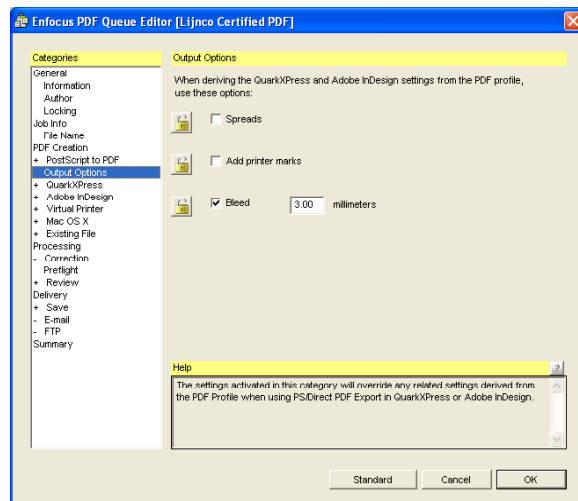 Enfocus PDF Queue Editor [Lijnco Certified PDF]
Categories
General
Information
Author
Locking
Job Info
File Name
PDF Creation
+ PostScript to PDF
Output Options
+ QuarkXPress
+ Adobe InDesign
+ Virtual Printer
+ Mac OS X
+ Existing File
Processing
- Correction
Preflight
+ Review
Delivery
+ Save
- E-mail
- FTP
Summary
Output Options
When deriving the QuarkXPress and Adobe InDesign settings from the PDF profile,
use these options:
Spreads
Add printer marks
Bleed 3.00 millimeters
Help ?
The settings activated in this category will override any related settings derived from
the PDF Profile when using PS/Direct PDF Export in QuarkXPress or Adobe InDesign.
Standard Cancel OK